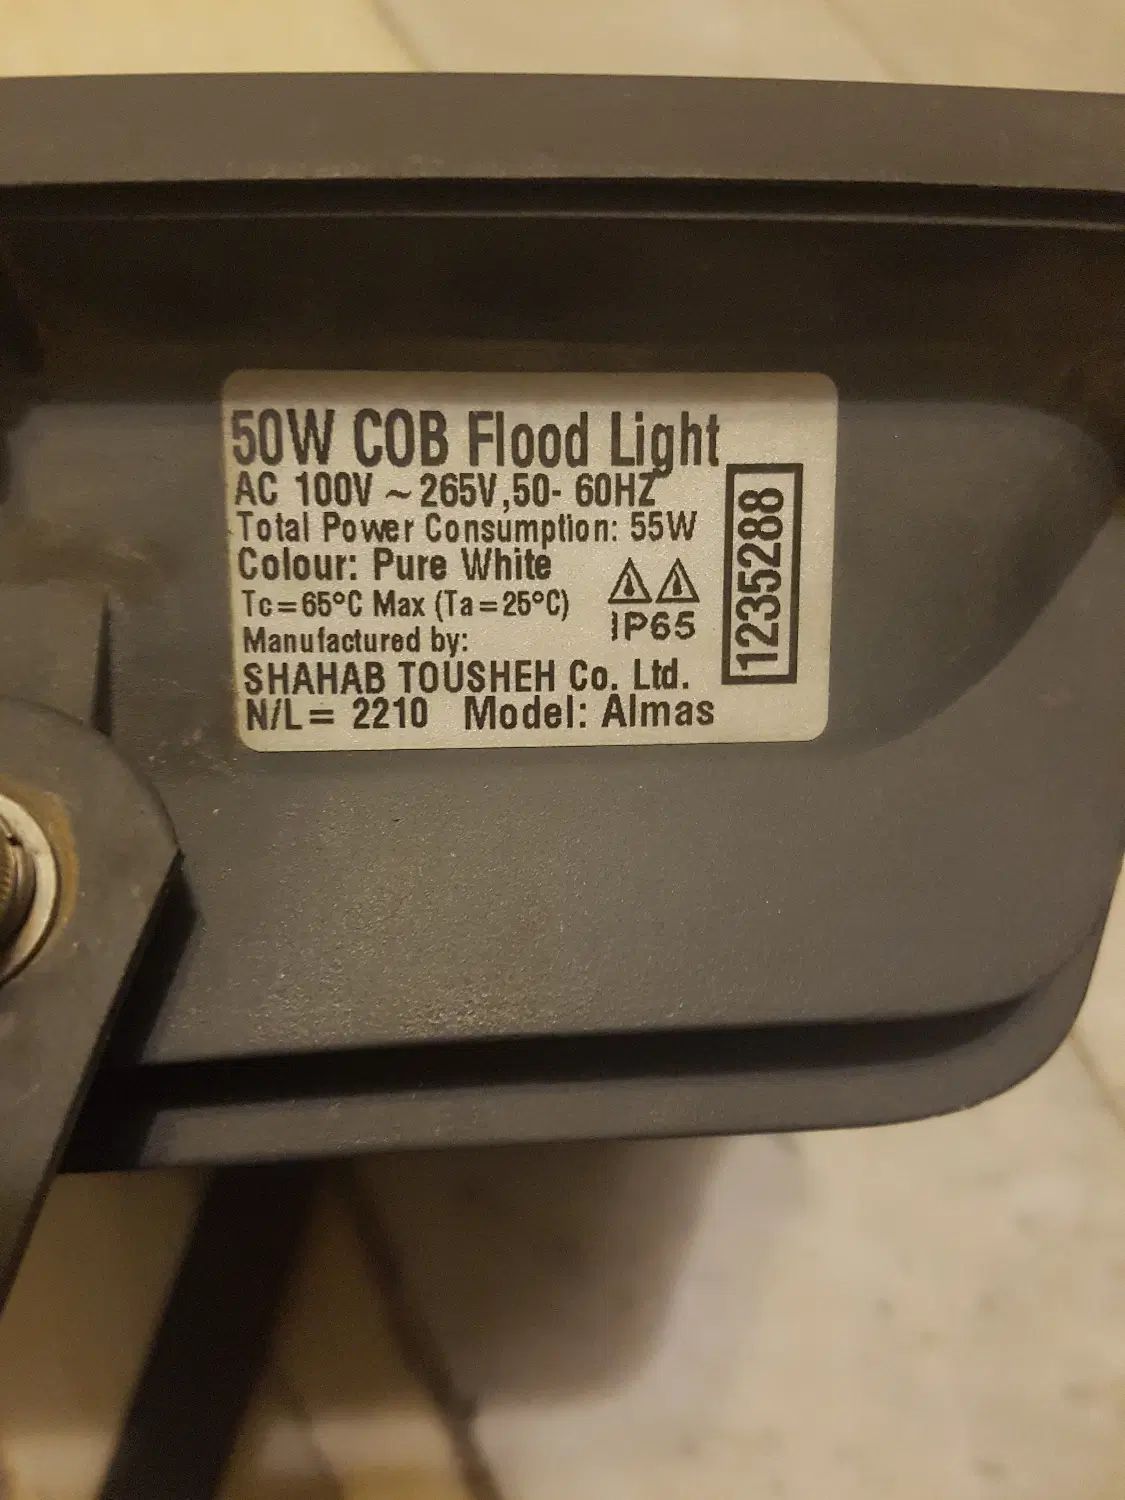 50W COB Flood Light
AC 100V ~ 265V,50- 60HZ
Total Power Consumption: 55W
Colour: Pure White
Tc=65°C Max (Ta=25°C)
IP65
Manufactured by:
SHAHAB TOUSHEH Co. Ltd.
N/L= 2210 Model: Almas
1235288